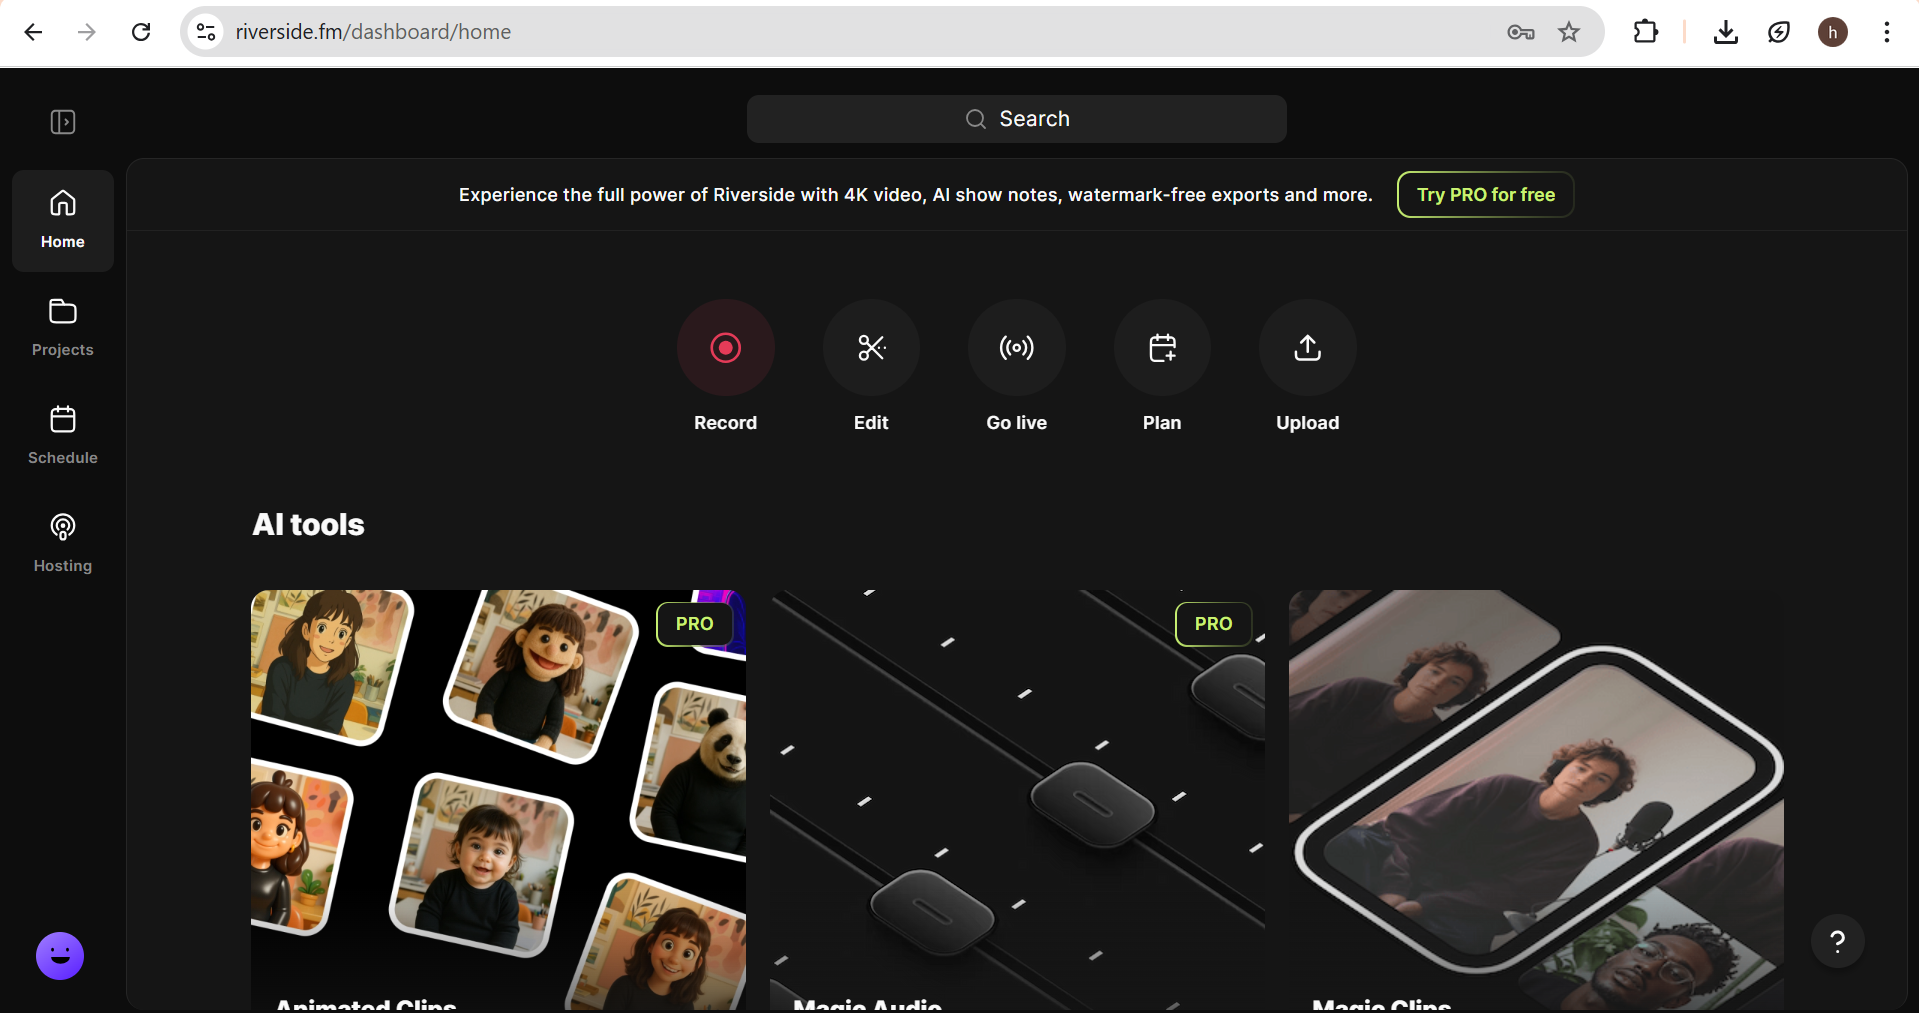 riverside.fm/dashboard/home
h
Search
Experience the full power of Riverside with 4K video, AI show notes, watermark-free exports and more.
Try PRO for free
Home
Projects
Schedule
Hosting
Record
Edit
Go live
Plan
Upload
AI tools
PRO
PRO
Animated Clips
Magic Audio
Magic Clips
?